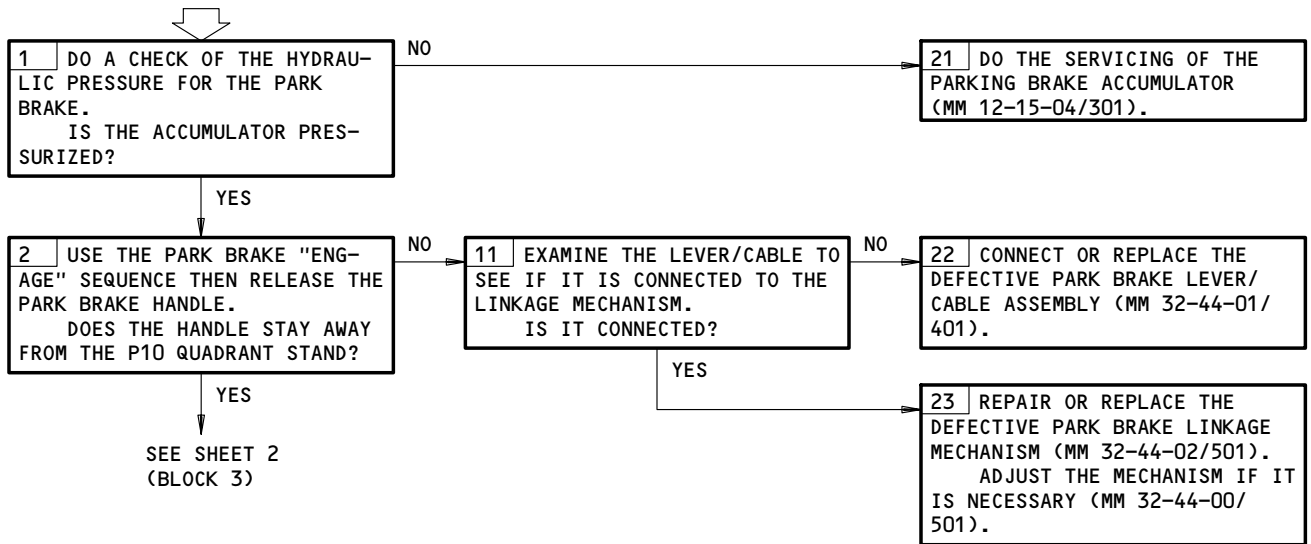 1 DO A CHECK OF THE HYDRAU-
LIC PRESSURE FOR THE PARK
BRAKE.
IS THE ACCUMULATOR PRES-
SURIZED?
NO
21 DO THE SERVICING OF THE
PARKING BRAKE ACCUMULATOR
(MM 12-15-04/301).
YES
2 USE THE PARK BRAKE "ENG-
AGE" SEQUENCE THEN RELEASE THE
PARK BRAKE HANDLE.
DOES THE HANDLE STAY AWAY
FROM THE P10 QUADRANT STAND?
NO
11 EXAMINE THE LEVER/CABLE TO
SEE IF IT IS CONNECTED TO THE
LINKAGE MECHANISM.
IS IT CONNECTED?
NO
22 CONNECT OR REPLACE THE
DEFECTIVE PARK BRAKE LEVER/
CABLE ASSEMBLY (MM 32-44-01/
401).
YES
SEE SHEET 2
(BLOCK 3)
YES
23 REPAIR OR REPLACE THE
DEFECTIVE PARK BRAKE LINKAGE
MECHANISM (MM 32-44-02/501).
ADJUST THE MECHANISM IF IT
IS NECESSARY (MM 32-44-00/
501).